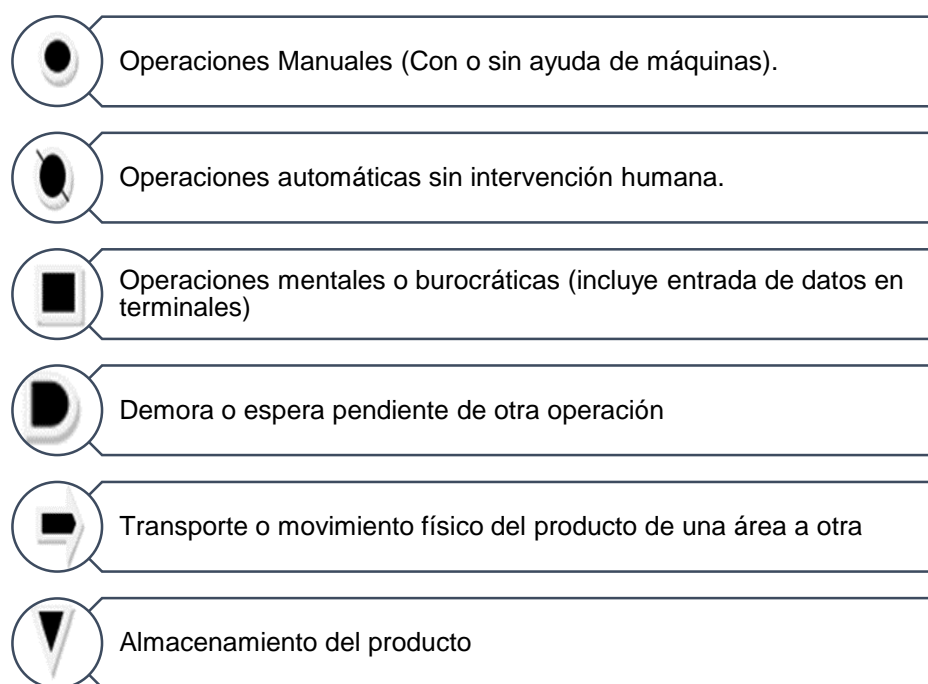 Operaciones Manuales (Con o sin ayuda de máquinas).
Operaciones automáticas sin intervención humana.
Operaciones mentales o burocráticas (incluye entrada de datos en
terminales)
Demora o espera pendiente de otra operación
Transporte o movimiento físico del producto de una área a otra
Almacenamiento del producto